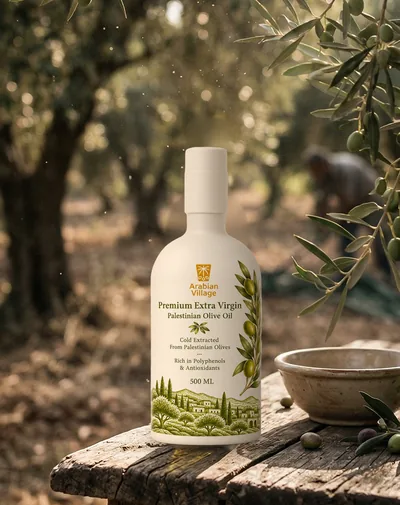 Arabian
Village
Premium Extra Virgin
Palestinian Olive Oil
Cold Extracted
From Palestinian Olives
Rich in Polyphenols
& Antioxidants
500 ML